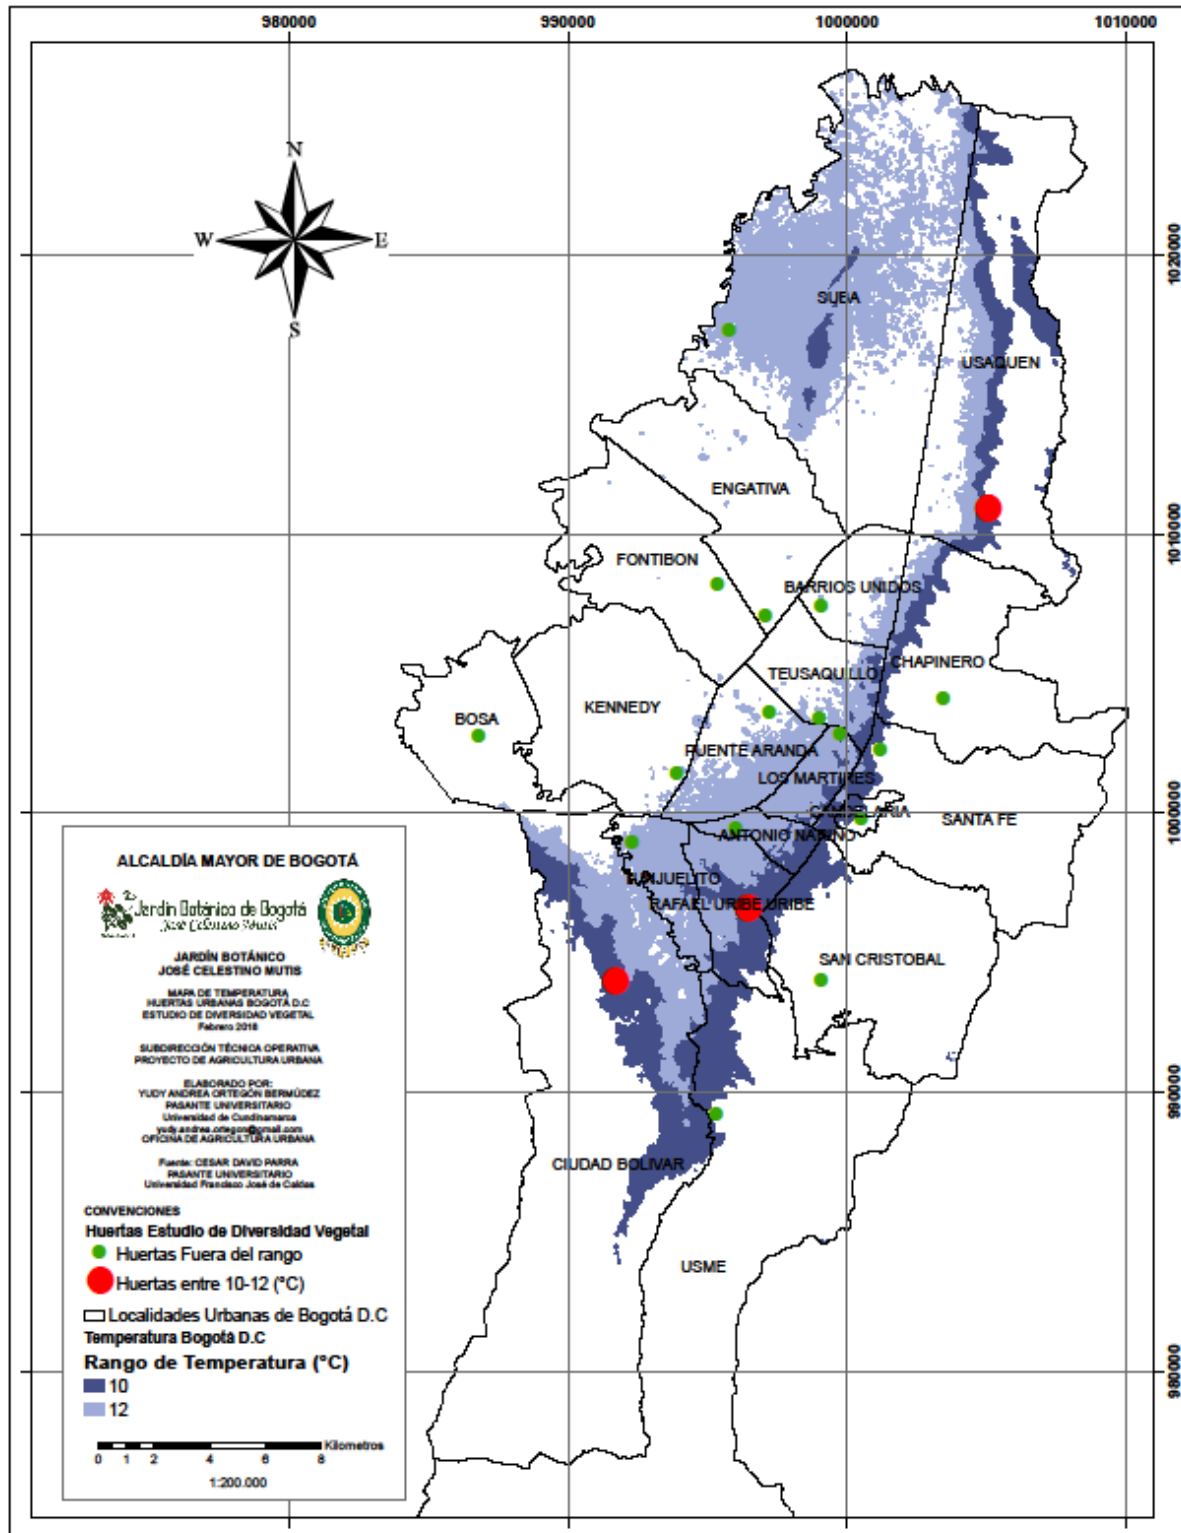 980000
990000
1000000
1010000
N
W
E
S
1020000
SUBA
USAQUEN
ENGATIVA
1010000
FONTIBON
BARRIOS UNIDOS
CHAPINERO
TEUSAQUILLO
KENNEDY
BOSA
PUENTE ARANDA
LOS MARTIRES
CANDELARIA
SANTA FE
1000000
ANTONIO NARIÑO
TUNJUELITO
RAFAEL URIBE URIBE
SAN CRISTOBAL
990000
CIUDAD BOLIVAR
USME
980000
ALCALDÍA MAYOR DE BOGOTÁ
Jardín Botánico de Bogotá
José Celestino Mutis
JARDÍN BOTÁNICO
JOSÉ CELESTINO MUTIS
MAPA DE TEMPERATURA
HUERTAS URBANAS BOGOTÁ D.C
ESTUDIO DE DIVERSIDAD VEGETAL
Febrero 2018
SUBDIRECCIÓN TÉCNICA OPERATIVA
PROYECTO DE AGRICULTURA URBANA
ELABORADO POR:
YUDY ANDREA ORTEGÓN BERMÚDEZ
PASANTE UNIVERSITARIO
Universidad de Cundinamarca
yudy.andrea.ortegon@gmail.com
OFICINA DE AGRICULTURA URBANA
Fuente: CESAR DAVID PARRA
PASANTE UNIVERSITARIO
Universidad Francisco José de Caldas
CONVENCIONES
Huertas Estudio de Diversidad Vegetal
Huertas Fuera del rango
Huertas entre 10-12 (°C)
Localidades Urbanas de Bogotá D.C
Temperatura Bogotá D.C
Rango de Temperatura (°C)
10
12
Kilometros
0 1 2 4 6 8
1:200.000